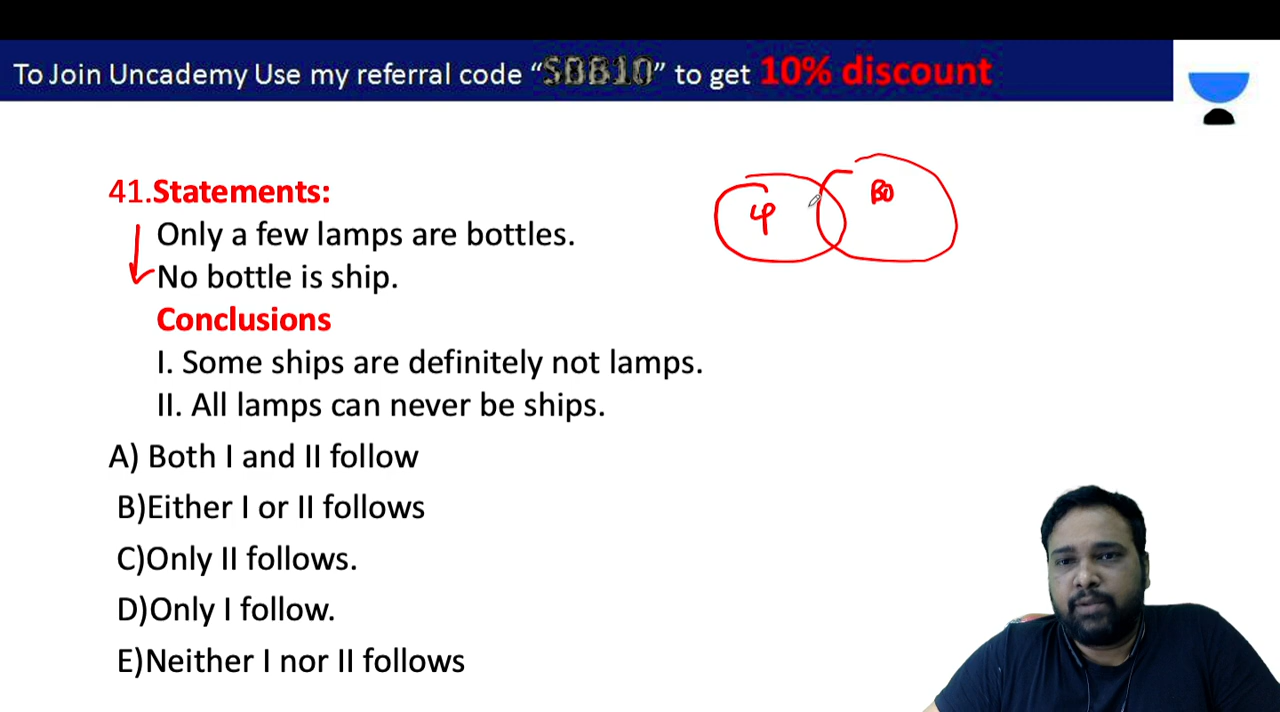 To Join Uncademy Use my referral code "SBB10" to get 10% discount
41.Statements:
Only a few lamps are bottles.
No bottle is ship.
Conclusions
I. Some ships are definitely not lamps.
II. All lamps can never be ships.
A) Both I and II follow
B)Either I or II follows
C)Only II follows.
D)Only I follow.
E)Neither I nor II follows